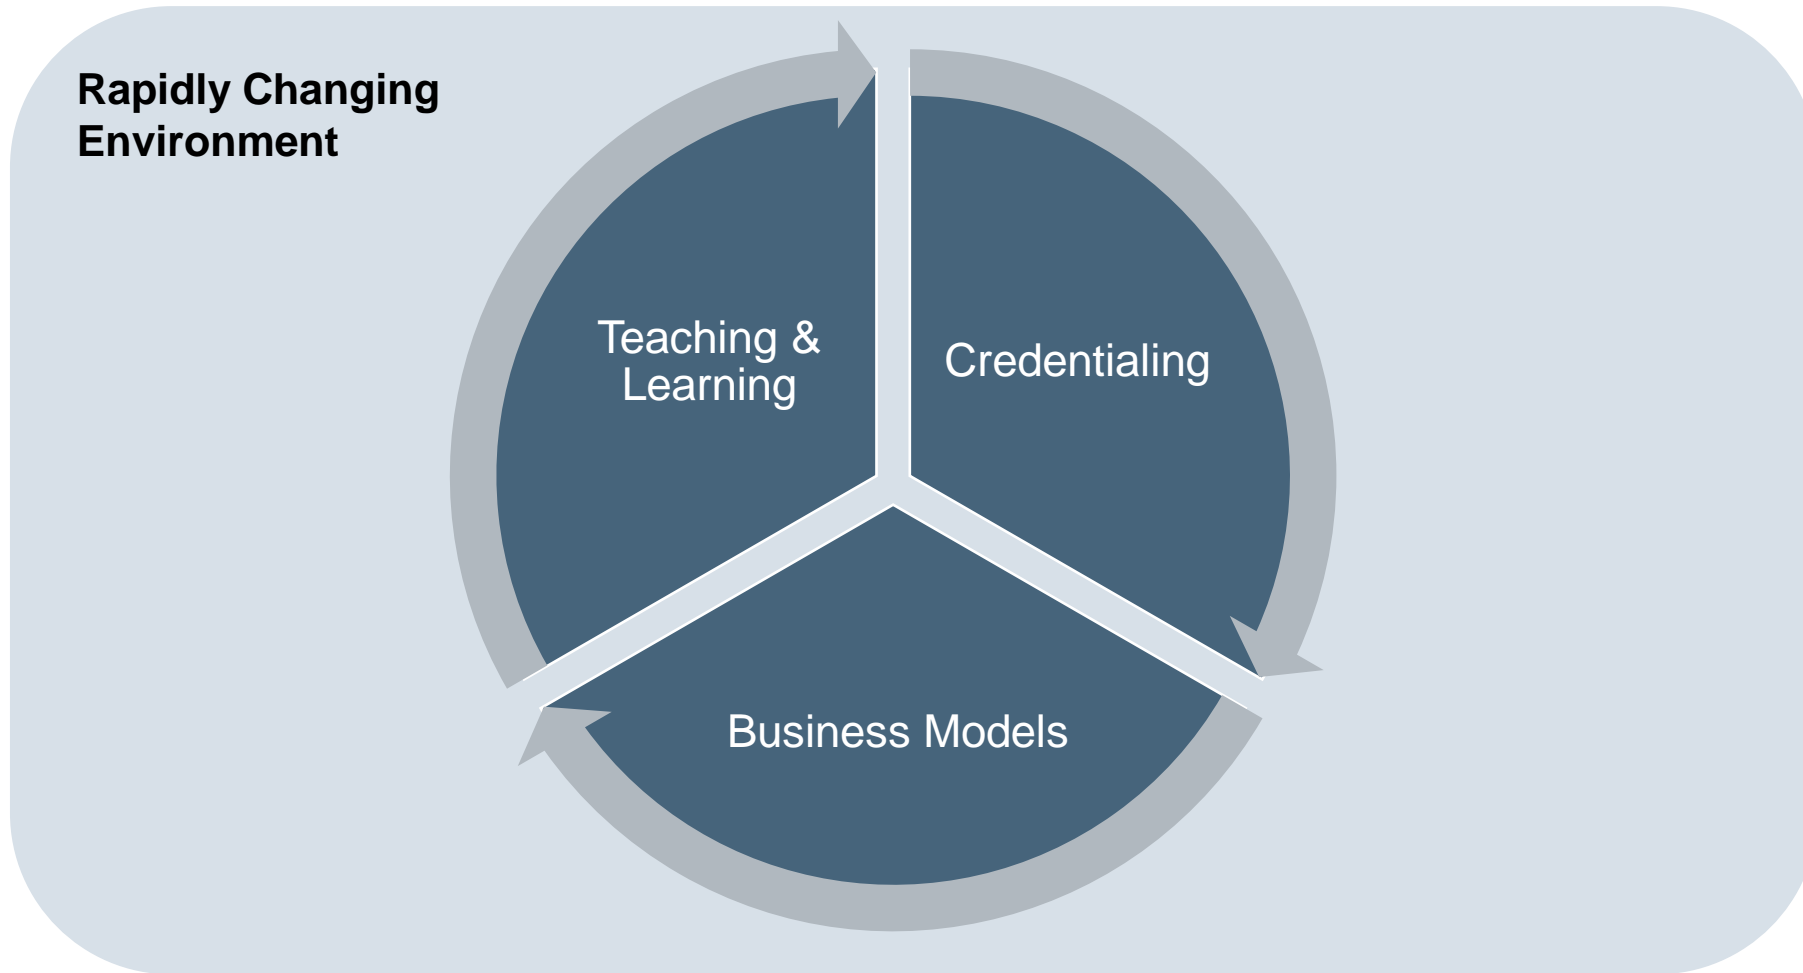 Rapidly Changing
Environment
Teaching &
Learning
Credentialing
Business Models